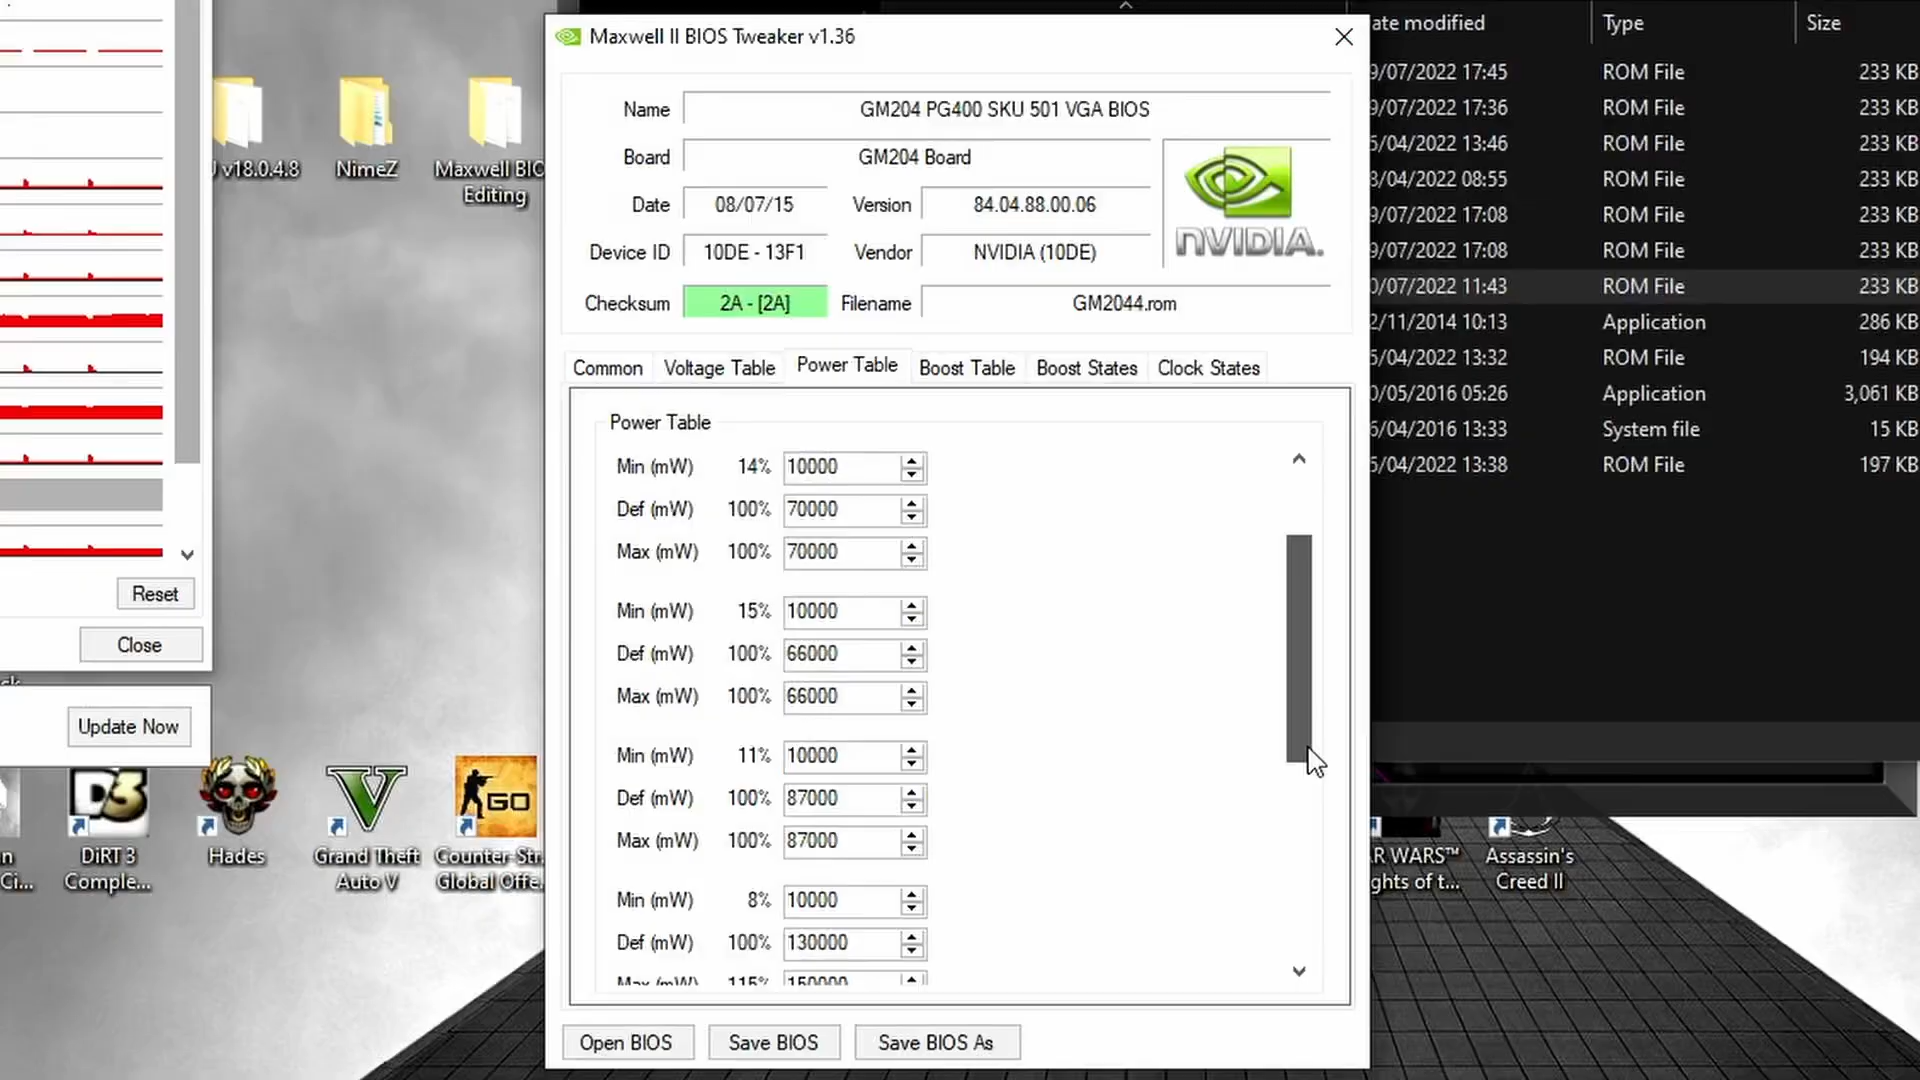 Maxwell II BIOS Tweaker v1.36
Name GM204 PG400 SKU 501 VGA BIOS
Board GM204 Board
Date 08/07/15 Version 84.04.88.00.06
Device ID 10DE - 13F1 Vendor NVIDIA (10DE)
Checksum 2A - [2A] Filename GM2044.rom
NVIDIA.
Common Voltage Table Power Table Boost Table Boost States Clock States
Power Table
Min (mW) 14% 10000
Def (mW) 100% 70000
Max (mW) 100% 70000
Min (mW) 15% 10000
Def (mW) 100% 66000
Max (mW) 100% 66000
Min (mW) 11% 10000
Def (mW) 100% 87000
Max (mW) 100% 87000
Min (mW) 8% 10000
Def (mW) 100% 130000
Max (mW) 115% 150000
Open BIOS Save BIOS Save BIOS As
ate modified Type Size
9/07/2022 17:45 ROM File 233 KB
9/07/2022 17:36 ROM File 233 KB
5/04/2022 13:46 ROM File 233 KB
8/04/2022 08:55 ROM File 233 KB
9/07/2022 17:08 ROM File 233 KB
9/07/2022 17:08 ROM File 233 KB
0/07/2022 11:43 ROM File 233 KB
2/11/2014 10:13 Application 286 KB
5/04/2022 13:32 ROM File 194 KB
0/05/2016 05:26 Application 3,061 KB
6/04/2016 13:33 System file 15 KB
5/04/2022 13:38 ROM File 197 KB
v18.0.4.8
NimeZ
Maxwell BIO
Editing
Reset
Close
Update Now
D3
GO
n
Ci...
DiRT 3
Comple...
Hades
Grand Theft
Auto V
Counter-Str
Global Offe.
R WARS™
ghts of t...
Assassin's
Creed II